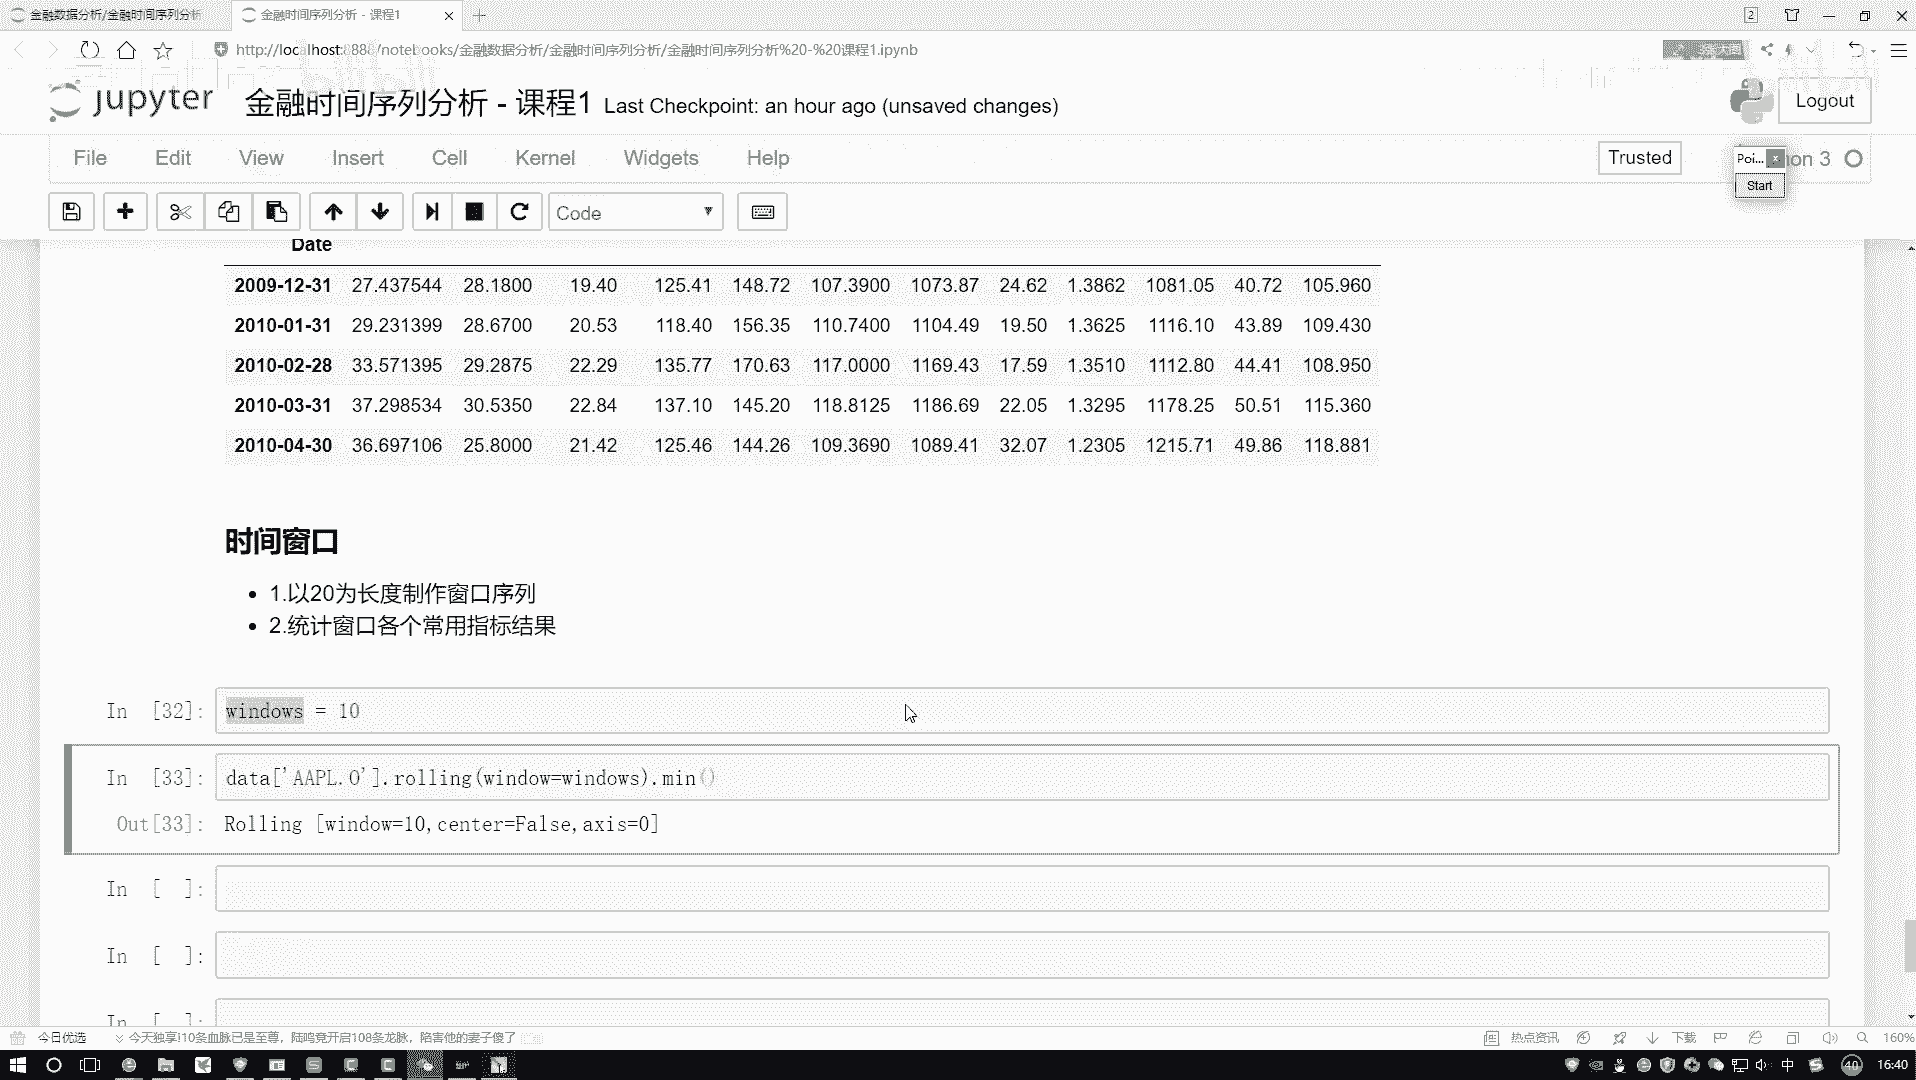 金融数据分析/金融时间序列分析
金融时间序列分析 - 课程1
2
http://localhost:8888/notebooks/金融数据分析/金融时间序列分析/金融时间序列分析%20-%20课程1.ipynb
jupyter 金融时间序列分析 - 课程1 Last Checkpoint: an hour ago (unsaved changes)
Logout
File Edit View Insert Cell Kernel Widgets Help
Trusted
Poi...
hon 3
Start
Code
Date
2009-12-31 27.437544 28.1800 19.40 125.41 148.72 107.3900 1073.87 24.62 1.3862 1081.05 40.72 105.960
2010-01-31 29.231399 28.6700 20.53 118.40 156.35 110.7400 1104.49 19.50 1.3625 1116.10 43.89 109.430
2010-02-28 33.571395 29.2875 22.29 135.77 170.63 117.0000 1169.43 17.59 1.3510 1112.80 44.41 108.950
2010-03-31 37.298534 30.5350 22.84 137.10 145.20 118.8125 1186.69 22.05 1.3295 1178.25 50.51 115.360
2010-04-30 36.697106 25.8000 21.42 125.46 144.26 109.3690 1089.41 32.07 1.2305 1215.71 49.86 118.881
时间窗口
1.以20为长度制作窗口序列
2.统计窗口各个常用指标结果
In [32]: windows = 10
In [33]: data['AAPL.O'].rolling(window=windows).min()
Out[33]: Rolling [window=10,center=False,axis=0]
In [ ]:
In [ ]:
In [ ]:
今日优选 今天独享!10条血脉已是至尊，陆鸣竟开启108条龙脉，陷害他的妻子傻了
热点资讯 下载 160%
中 40 16:40